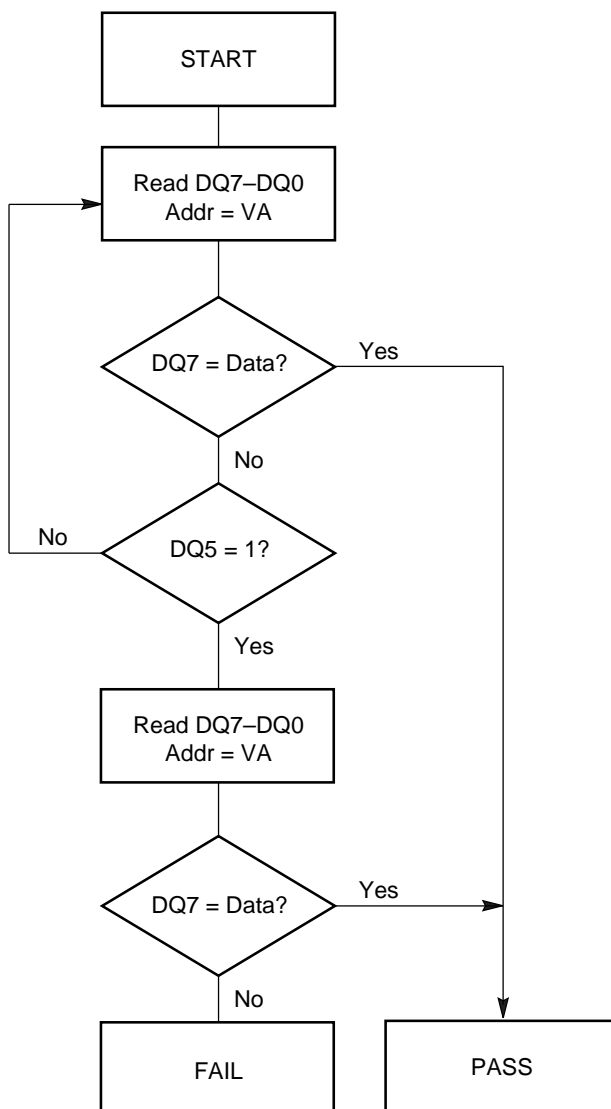 START
Read DQ7–DQ0
Addr = VA
DQ7 = Data?
Yes
No
No
DQ5 = 1?
Yes
Read DQ7–DQ0
Addr = VA
DQ7 = Data?
Yes
No
FAIL
PASS